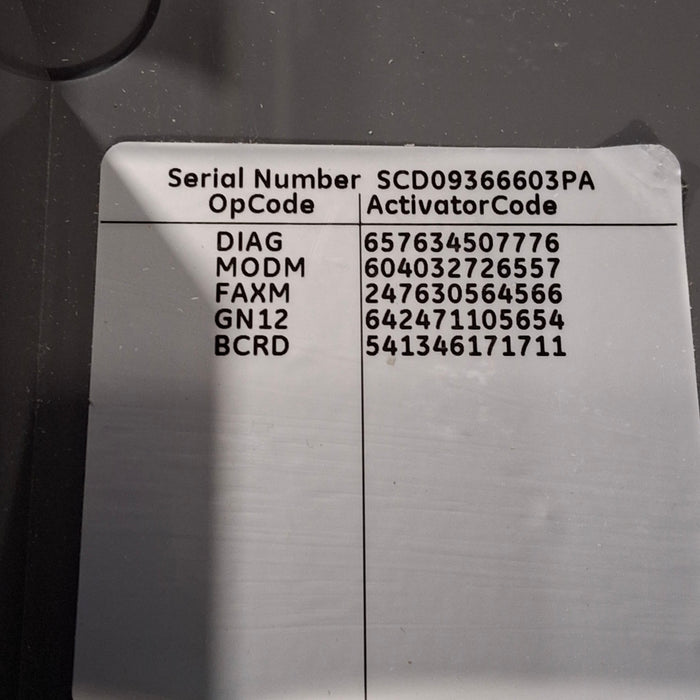 Serial Number SCD09366603PA
OpCode ActivatorCode
DIAG 657634507776
MODM 604032726557
FAXM 247630564566
GN12 642471105654
BCRD 541346171711